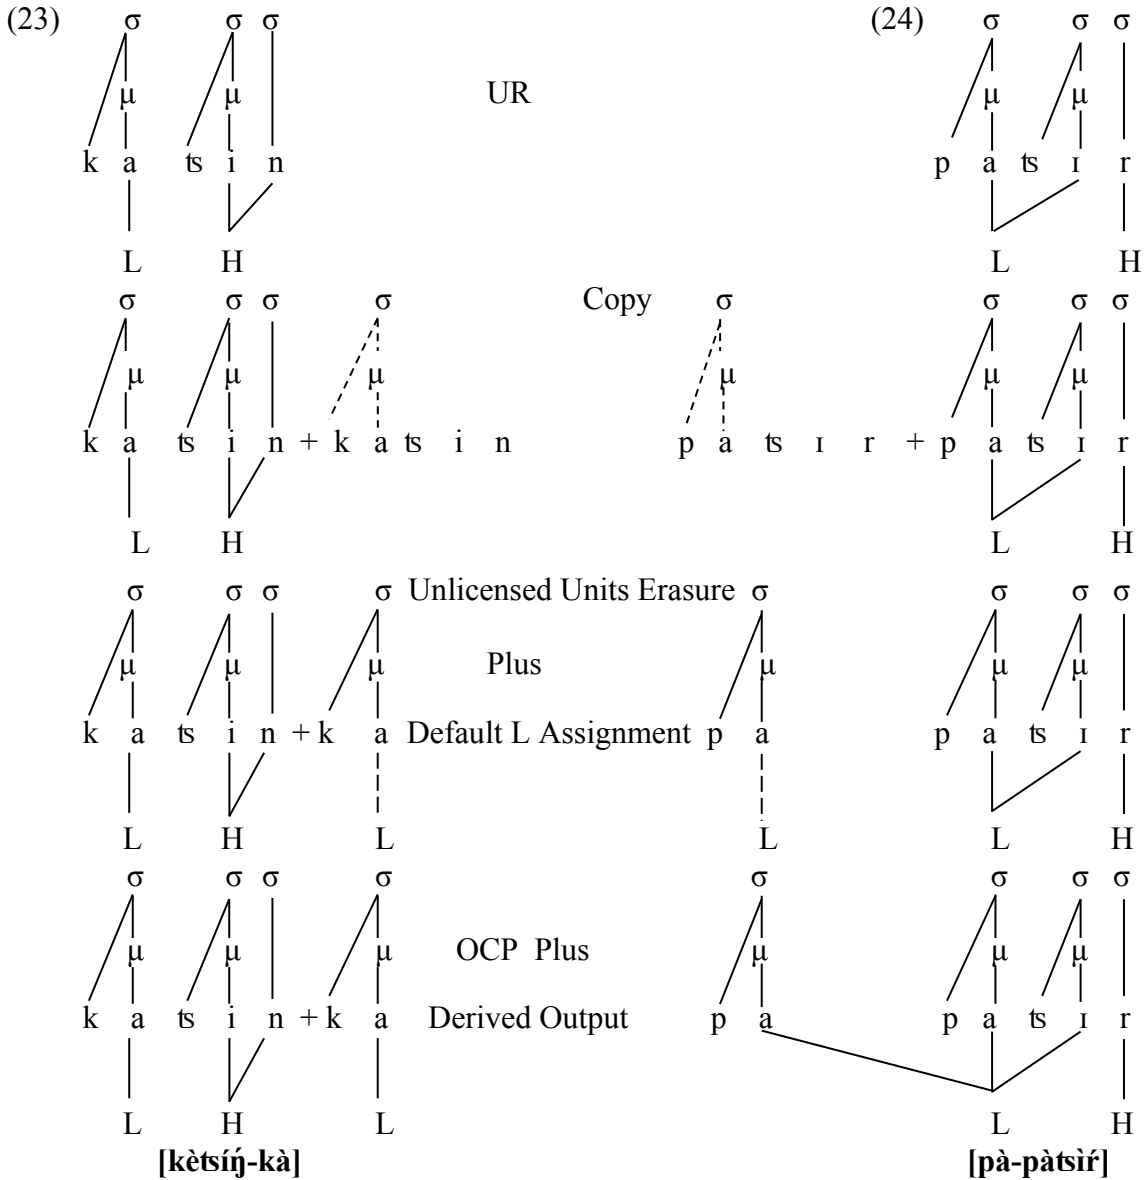 (23) σ σ σ (24) σ σ σ
μ μ UR μ μ
k a ʦ i n p a ʦ ɪ r
L H L H
σ σ σ σ Copy σ σ σ σ
μ μ μ μ μ μ
k a ʦ i n + k a ʦ i n p a ʦ ɪ r + p a ʦ ɪ r
L H L H
σ σ σ σ Unlicensed Units Erasure σ σ σ σ
μ μ μ Plus μ μ μ
k a ʦ i n + k a Default L Assignment p a p a ʦ ɪ r
L H L L L H
σ σ σ σ σ σ σ σ
μ μ μ OCP Plus μ μ μ
k a ʦ i n + k a Derived Output p a p a ʦ ɪ r
L H L L H
[kèʦíŋ́-kà] [pà-pàʦìŕ]